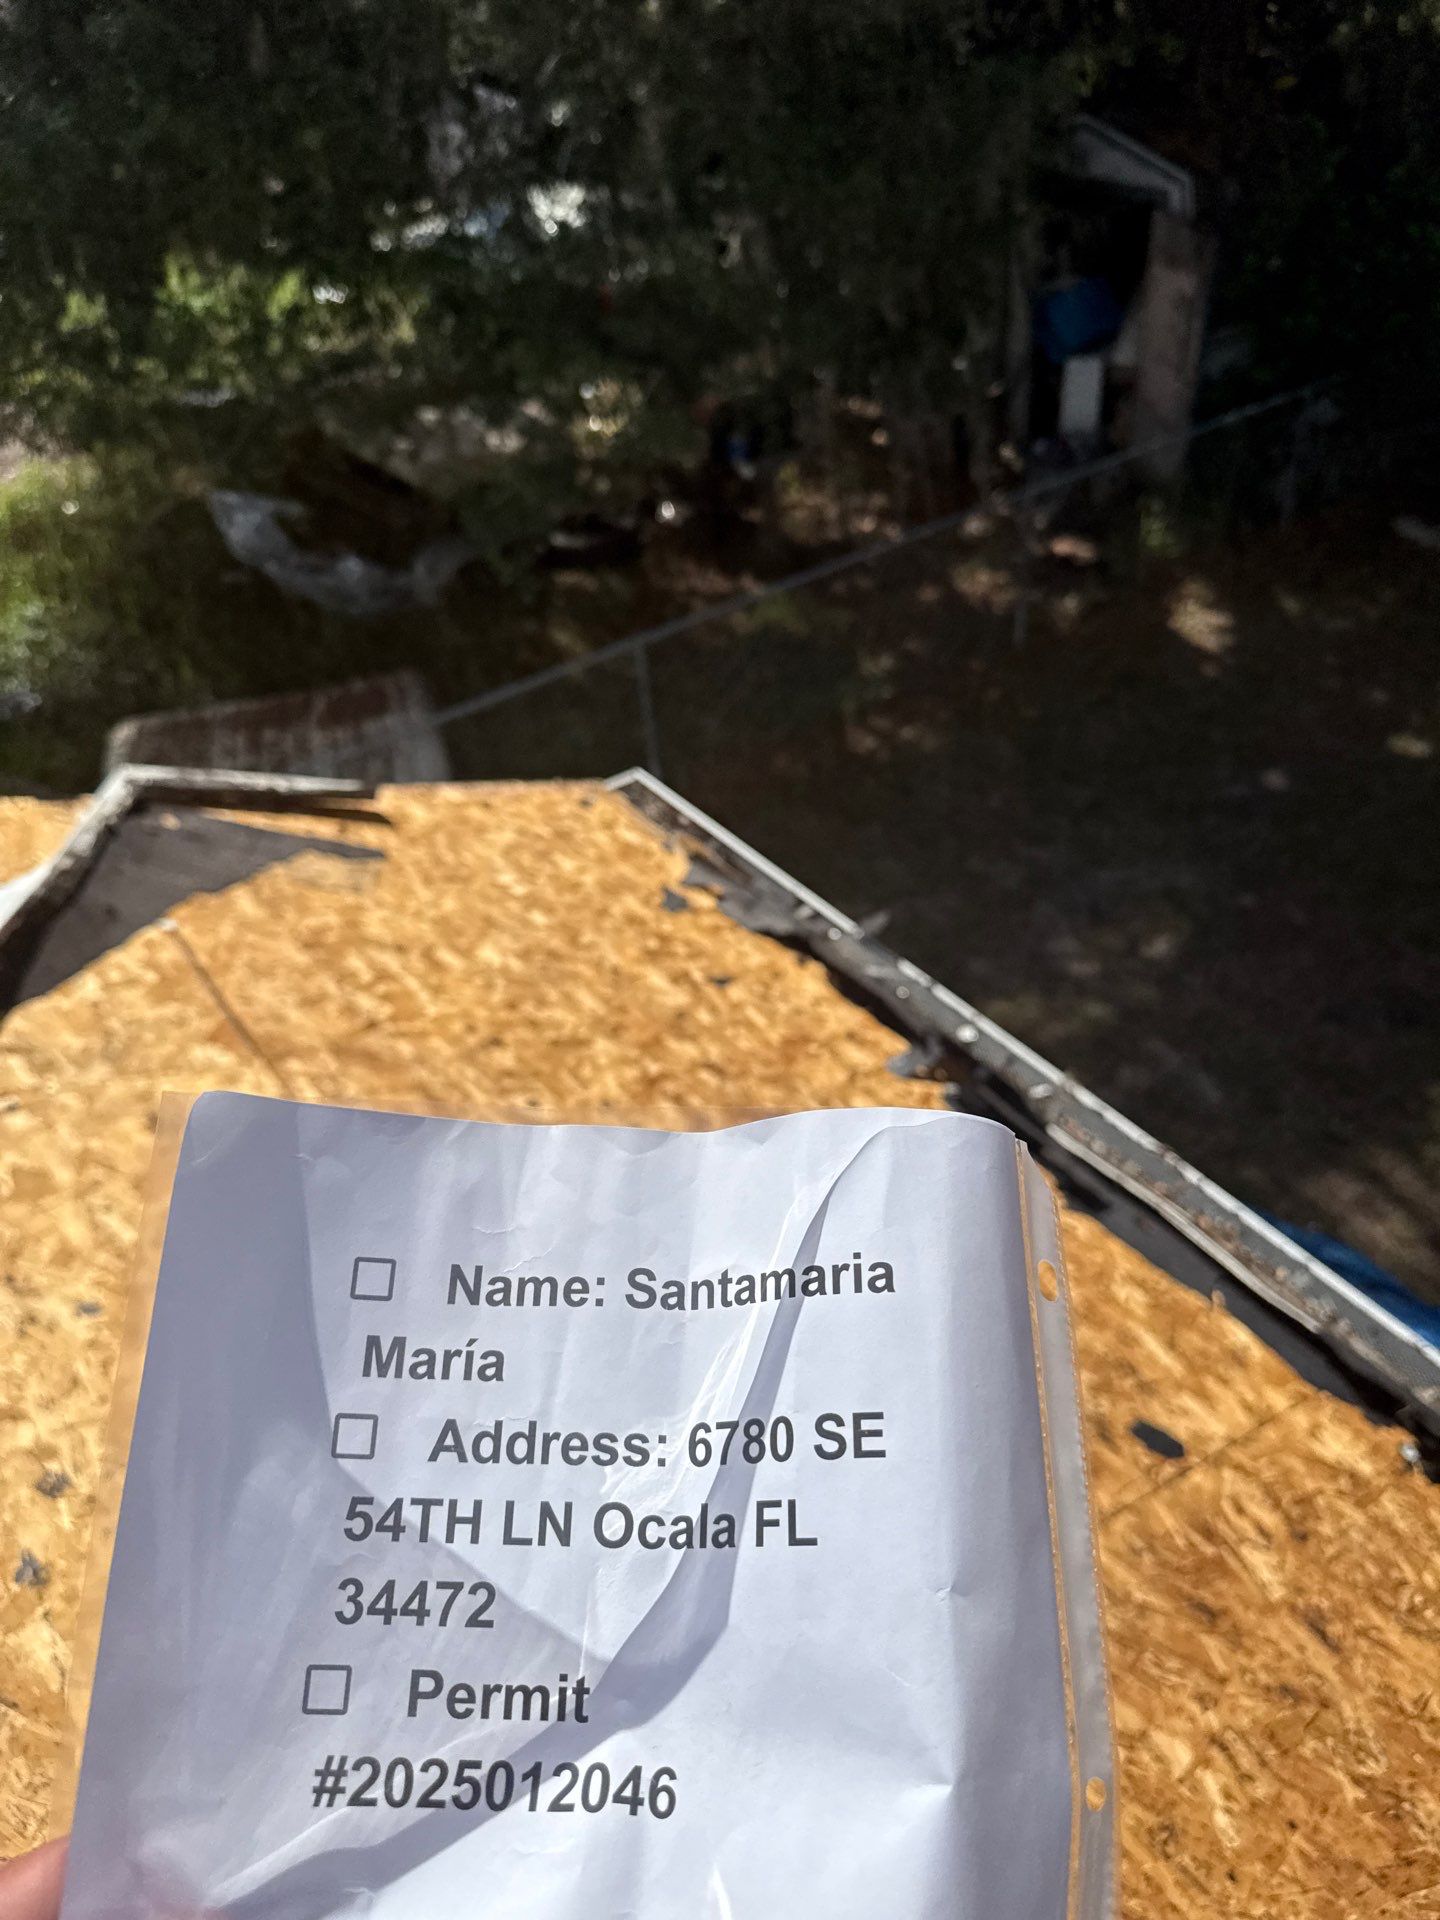 ☐ Name: Santamaria
María
☐ Address: 6780 SE
54TH LN Ocala FL
34472
☐ Permit
#2025012046